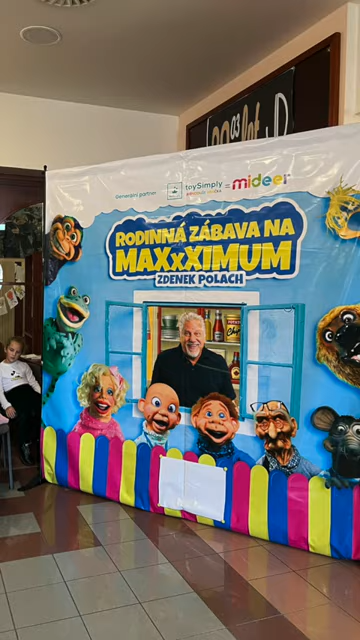 Generální partner
toySimply = mideer
RODINNÁ ZÁBAVA NA
MAXxXIMUM
ZDENEK POLACH